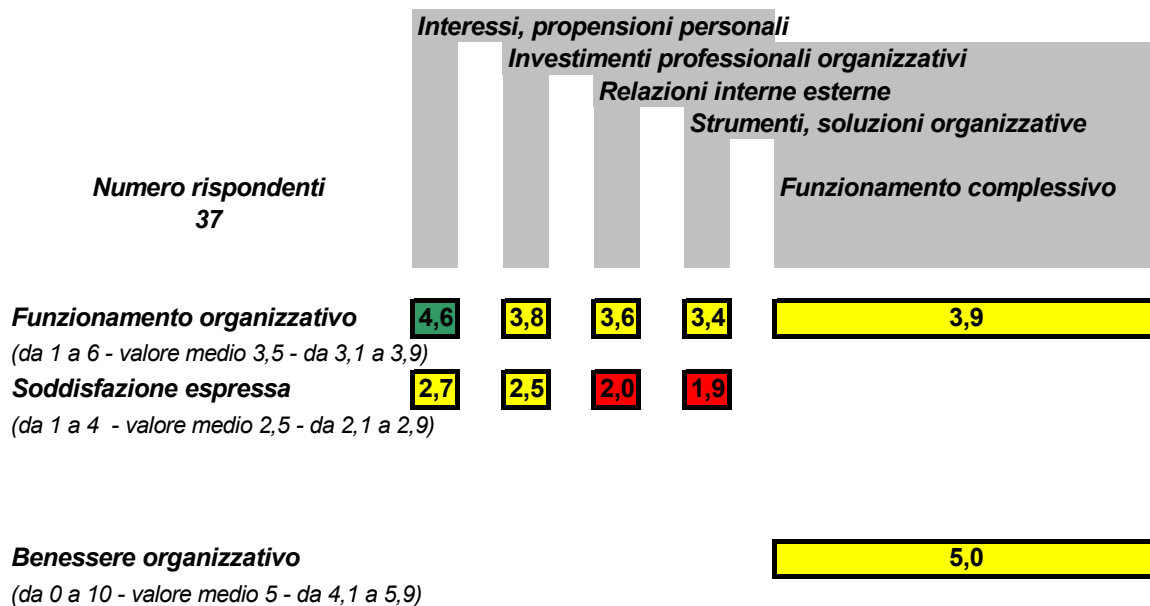 Interessi, propensioni personali
Investimenti professionali organizzativi
Relazioni interne esterne
Strumenti, soluzioni organizzative
Numero rispondenti
37
Funzionamento complessivo
Funzionamento organizzativo 4,6 3,8 3,6 3,4 3,9
(da 1 a 6 - valore medio 3,5 - da 3,1 a 3,9)
Soddisfazione espressa 2,7 2,5 2,0 1,9
(da 1 a 4 - valore medio 2,5 - da 2,1 a 2,9)
Benessere organizzativo 5,0
(da 0 a 10 - valore medio 5 - da 4,1 a 5,9)